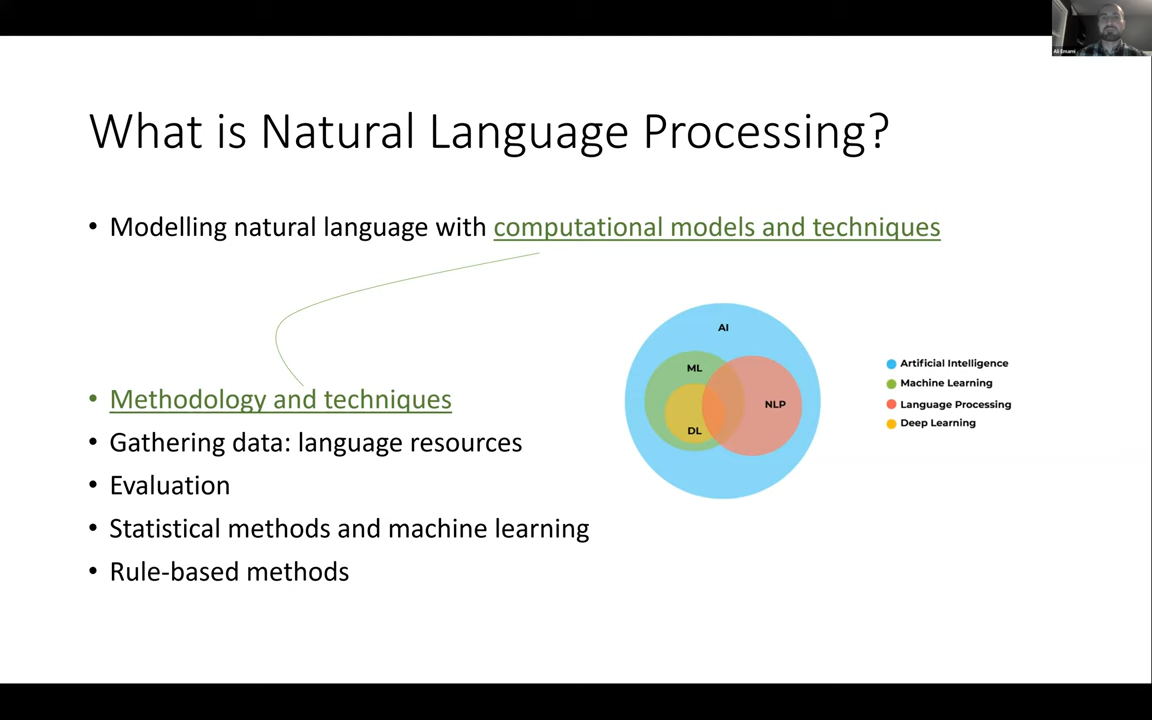 Ali Emami
What is Natural Language Processing?
• Modelling natural language with computational models and techniques
• Methodology and techniques
• Gathering data: language resources
• Evaluation
• Statistical methods and machine learning
• Rule-based methods
AI
ML
NLP
DL
Artificial Intelligence
Machine Learning
Language Processing
Deep Learning